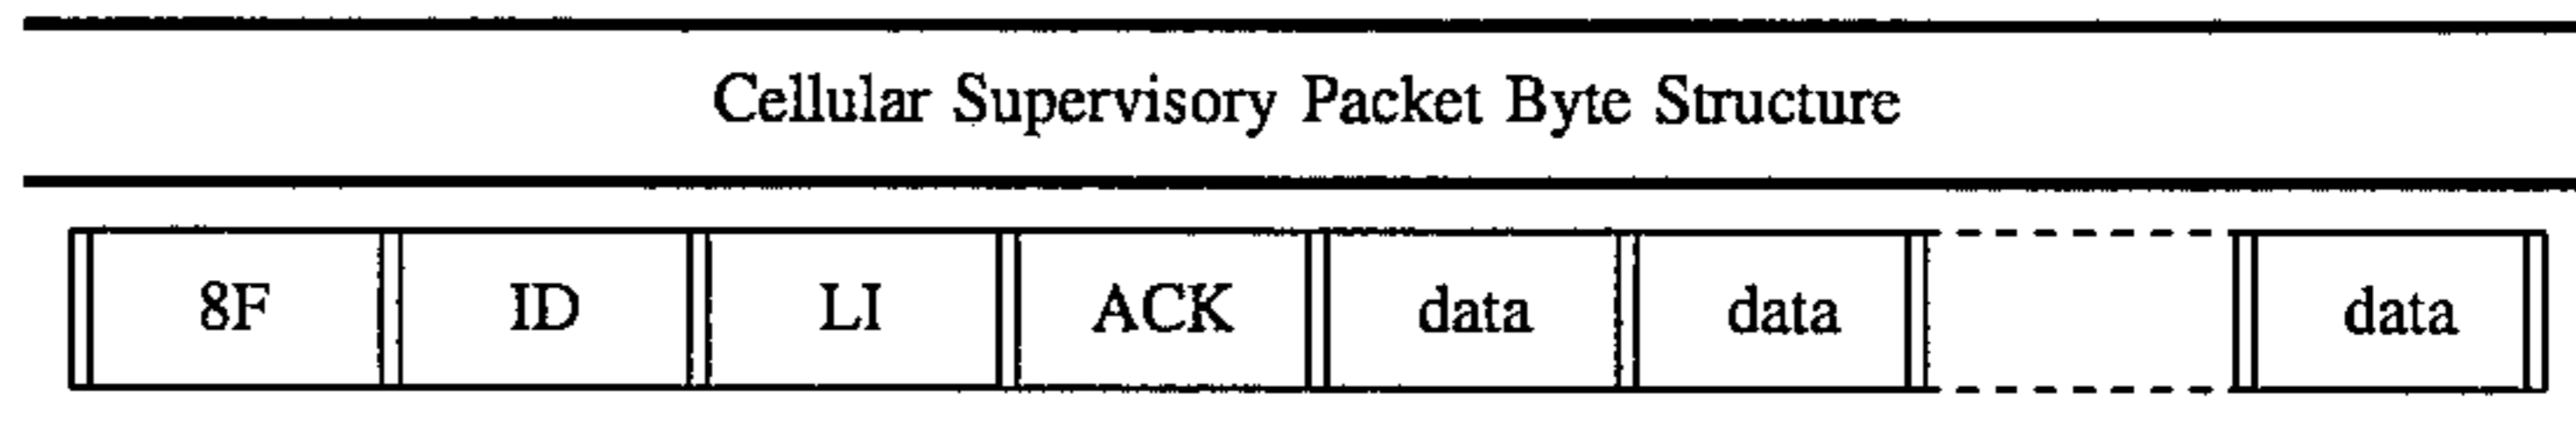 Cellular Supervisory Packet Byte Structure
8F ID LI ACK data data data